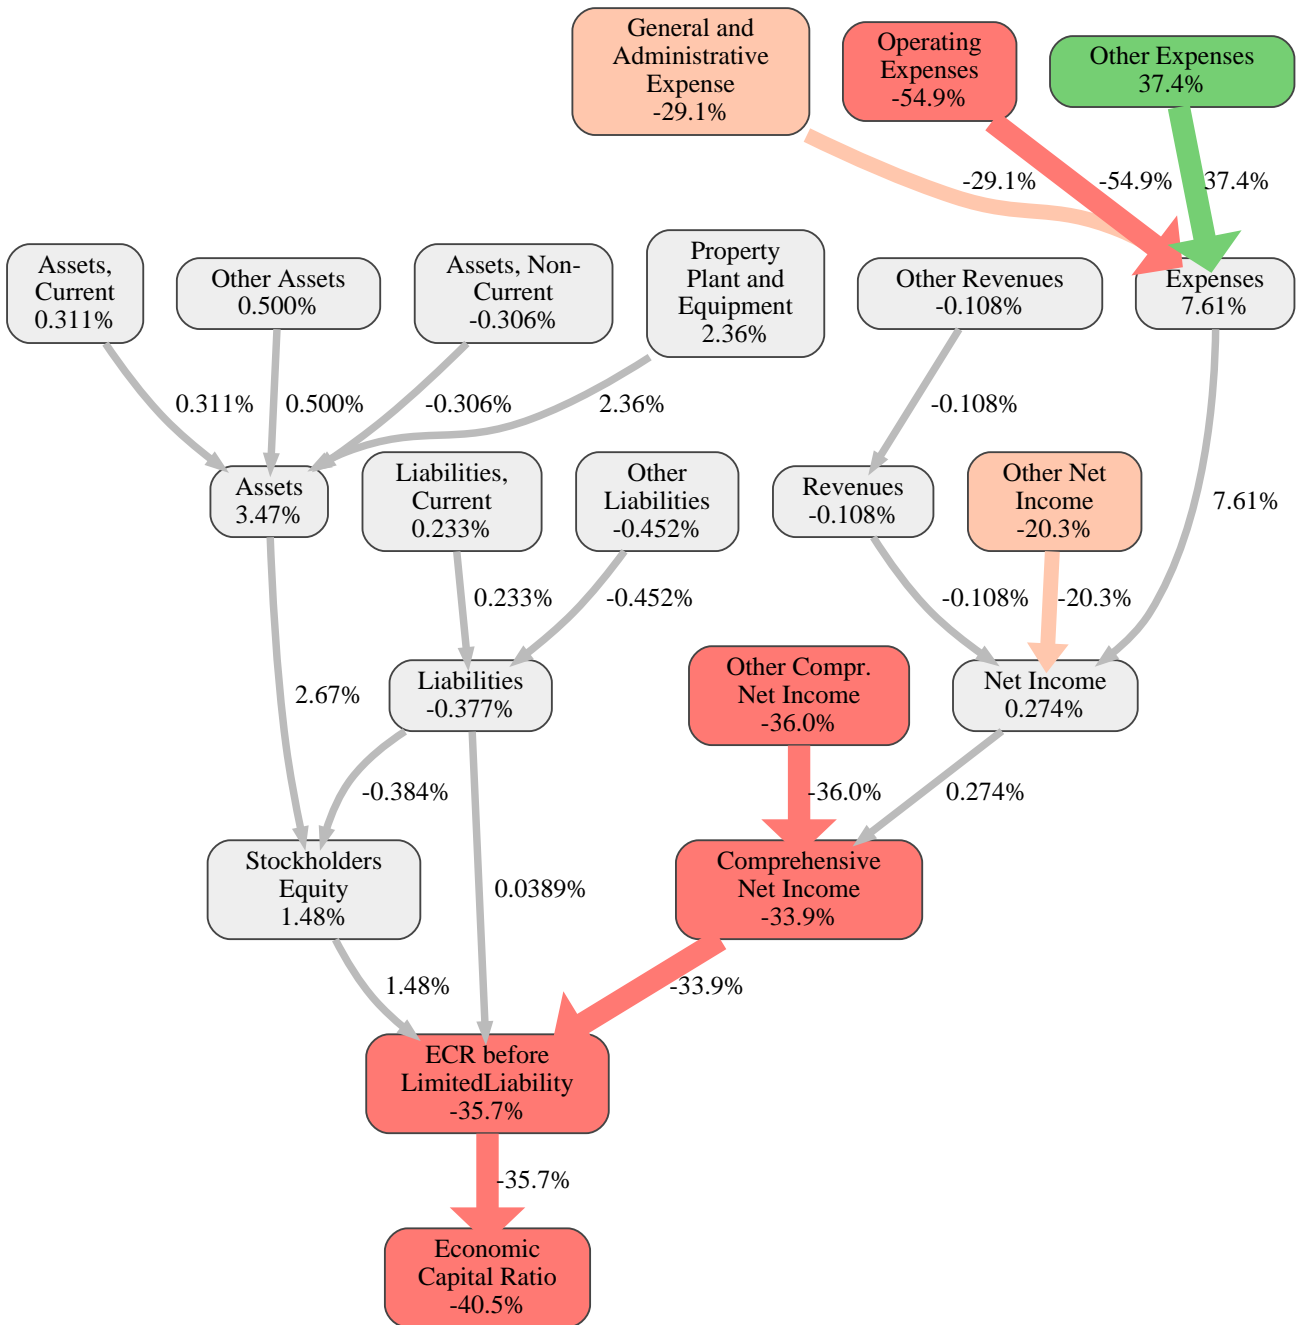 General and
Administrative
Expense
-29.1%
Operating
Expenses
-54.9%
Other Expenses
37.4%
-29.1%
-54.9%
37.4%
Assets,
Current
0.311%
Other Assets
0.500%
Assets, Non-
Current
-0.306%
Property
Plant and
Equipment
2.36%
Other Revenues
-0.108%
Expenses
7.61%
0.311%
0.500%
-0.306%
2.36%
-0.108%
7.61%
Assets
3.47%
Liabilities,
Current
0.233%
Other
Liabilities
-0.452%
Revenues
-0.108%
Other Net
Income
-20.3%
0.233%
-0.452%
-0.108%
-20.3%
2.67%
Liabilities
-0.377%
Other Compr.
Net Income
-36.0%
Net Income
0.274%
-0.384%
-36.0%
0.274%
Stockholders
Equity
1.48%
0.0389%
Comprehensive
Net Income
-33.9%
1.48%
-33.9%
ECR before
LimitedLiability
-35.7%
-35.7%
Economic
Capital Ratio
-40.5%